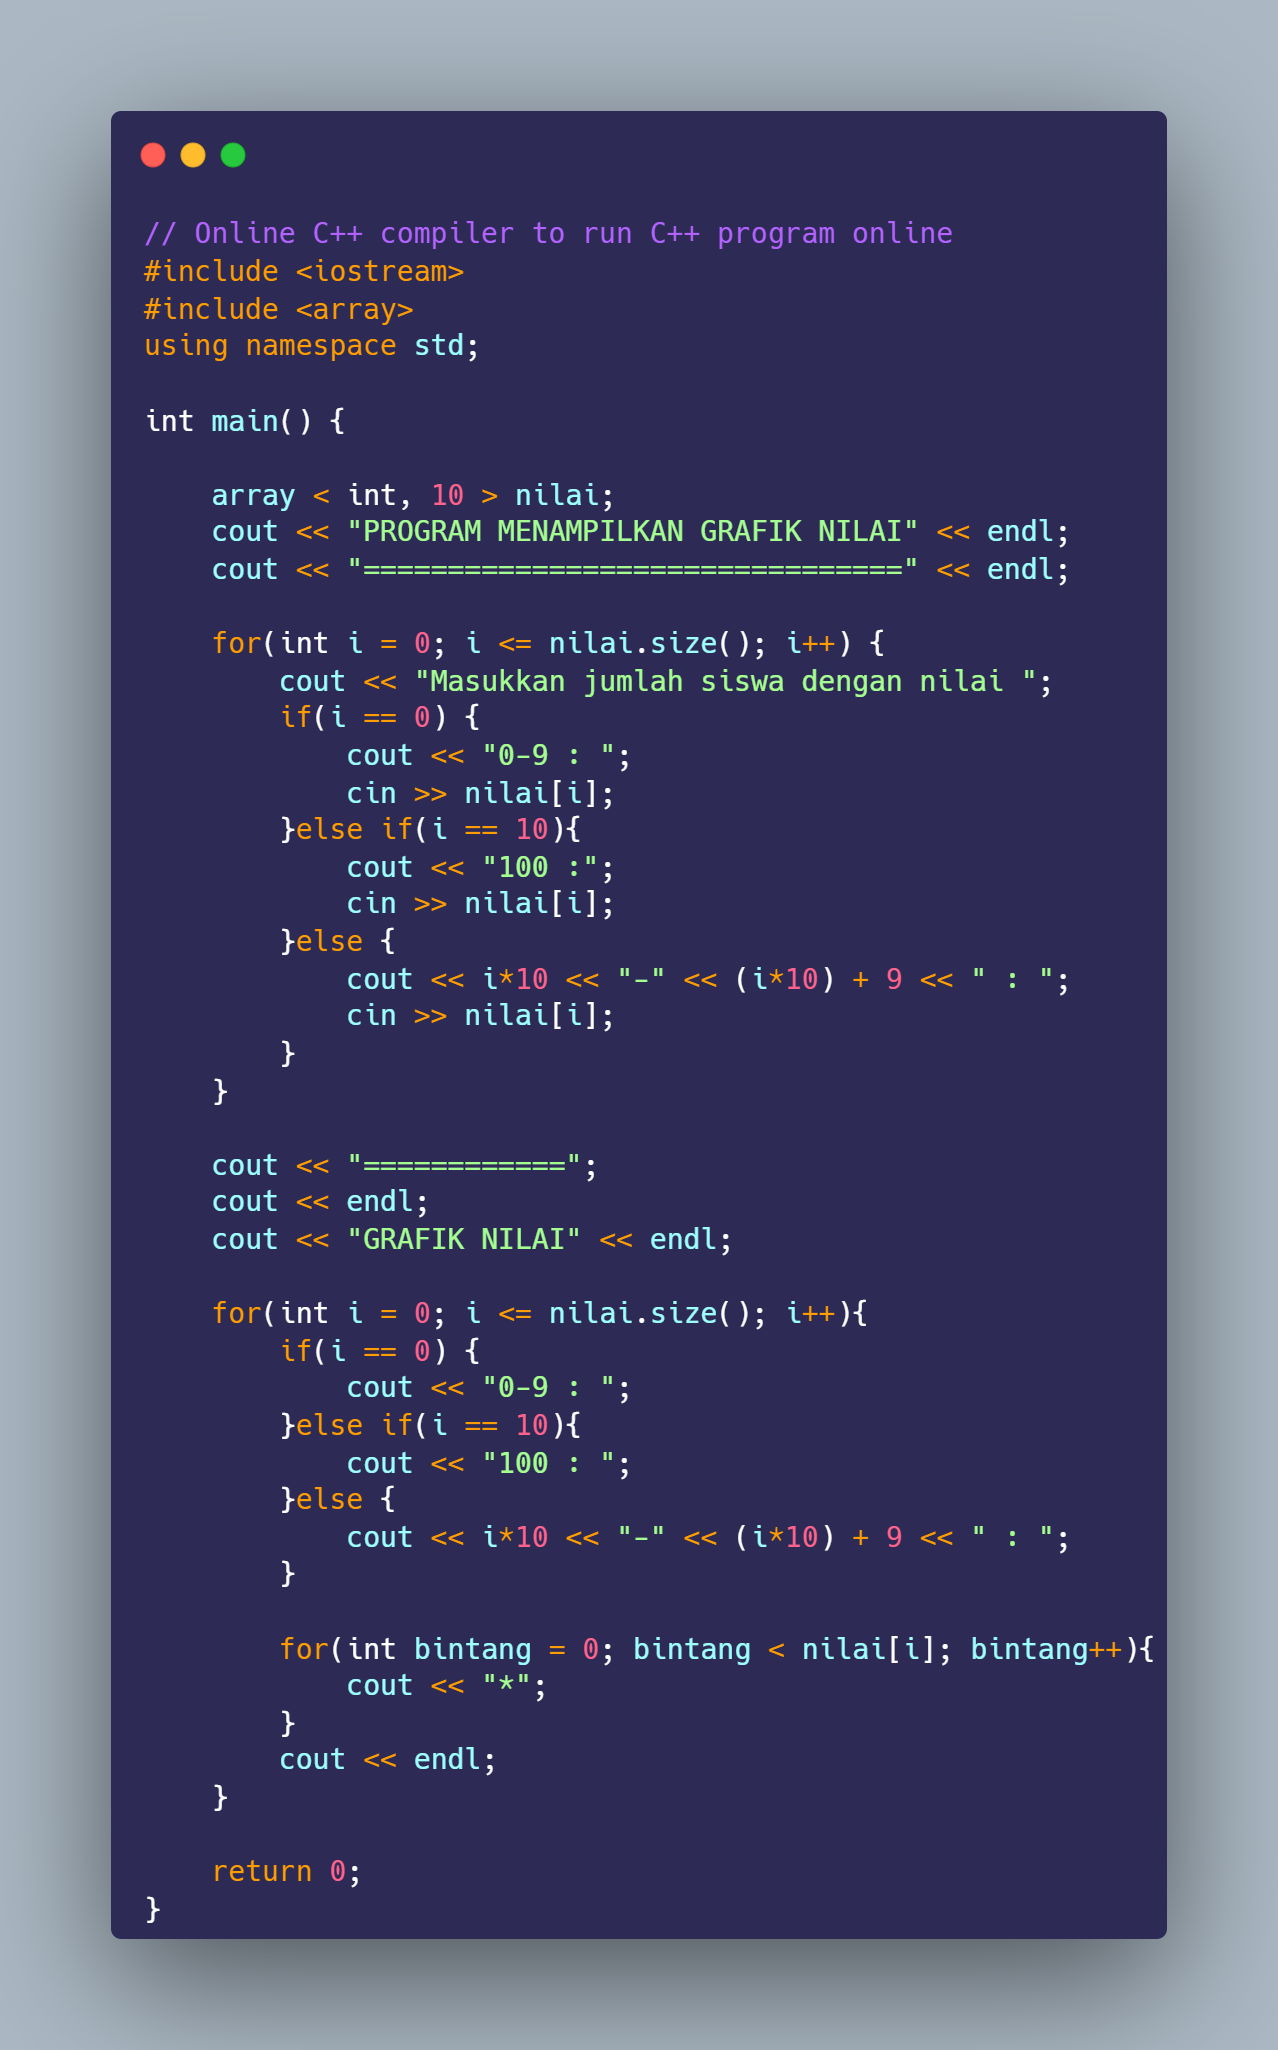 // Online C++ compiler to run C++ program online
#include <iostream>
#include <array>
using namespace std;

int main() {

    array < int, 10 > nilai;
    cout << "PROGRAM MENAMPILKAN GRAFIK NILAI" << endl;
    cout << "================================" << endl;

    for(int i = 0; i <= nilai.size(); i++) {
        cout << "Masukkan jumlah siswa dengan nilai ";
        if(i == 0) {
            cout << "0-9 : ";
            cin >> nilai[i];
        }else if(i == 10){
            cout << "100 :";
            cin >> nilai[i];
        }else {
            cout << i*10 << "-" << (i*10) + 9 << " : ";
            cin >> nilai[i];
        }
    }

    cout << "============";
    cout << endl;
    cout << "GRAFIK NILAI" << endl;

    for(int i = 0; i <= nilai.size(); i++){
        if(i == 0) {
            cout << "0-9 : ";
        }else if(i == 10){
            cout << "100 : ";
        }else {
            cout << i*10 << "-" << (i*10) + 9 << " : ";
        }

        for(int bintang = 0; bintang < nilai[i]; bintang++){
            cout << "*";
        }
        cout << endl;
    }

    return 0;
}